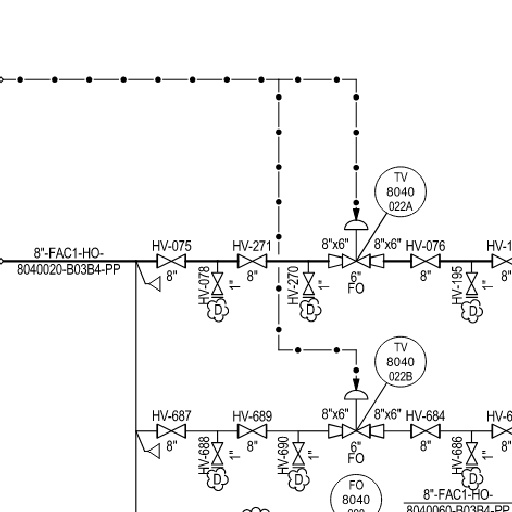 TV
8040
022A
8"-FAC1-HO-
8040020-B03B4-PP
HV-075
HV-271
8"x6"
8"x6"
HV-076
HV-1
8"
8"
6"
FO
8"
HV-078
1"
D
HV-270
1"
D
HV-195
1"
D
TV
8040
022B
HV-687
HV-689
8"x6"
8"x6"
HV-684
HV-6
8"
8"
6"
FO
8"
HV-688
1"
D
HV-690
1"
D
HV-686
1"
D
FO
8040
8"-FAC1-HO-
8040060-B03B4-PP